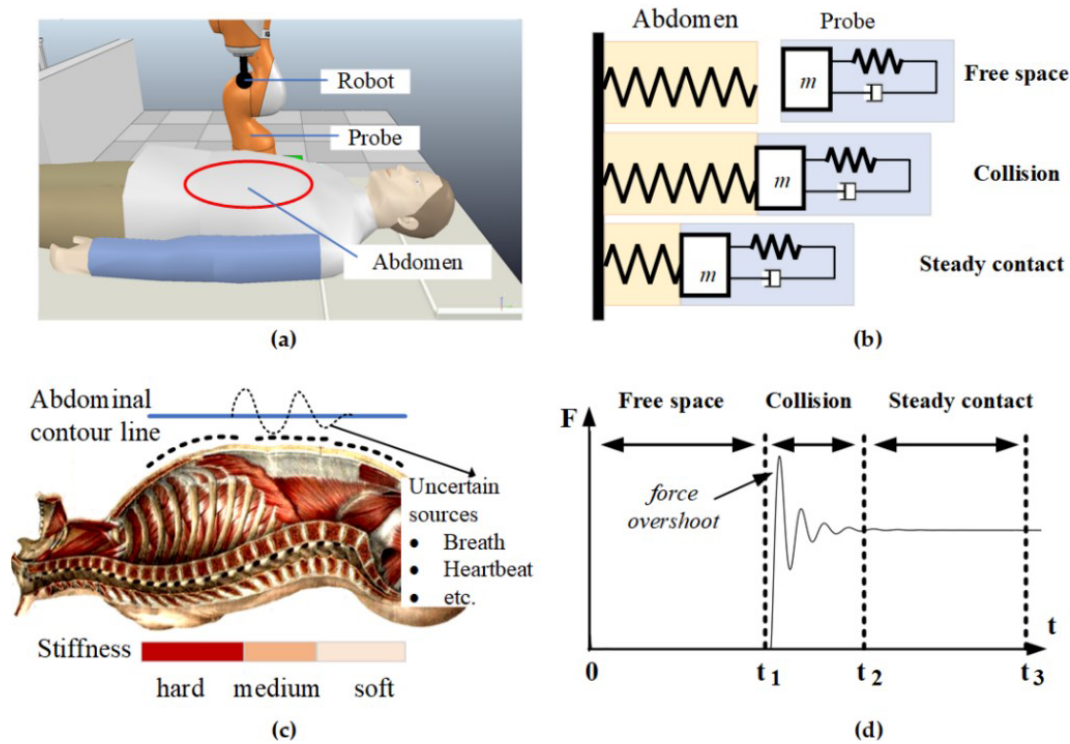 Robot
Probe
Abdomen
(a)
Abdomen Probe
m
Free space
m
Collision
m
Steady contact
(b)
Abdominal
contour line
Uncertain
sources
● Breath
● Heartbeat
● etc.
Stiffness
hard medium soft
(c)
Free space Collision Steady contact
F
force
overshoot
t
0 t1 t2 t3
(d)